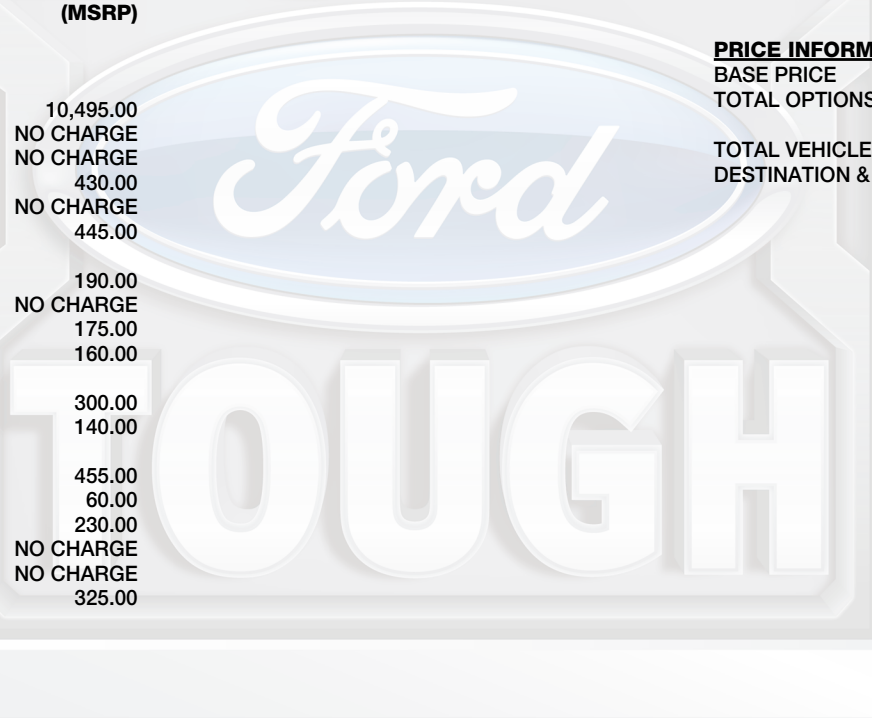 (MSRP)
10,495.00
NO CHARGE
NO CHARGE
430.00
NO CHARGE
445.00
190.00
NO CHARGE
175.00
160.00
300.00
140.00
455.00
60.00
230.00
NO CHARGE
NO CHARGE
325.00
PRICE INFORM
BASE PRICE
TOTAL OPTIONS
TOTAL VEHICLE
DESTINATION &
Ford
TOUGH